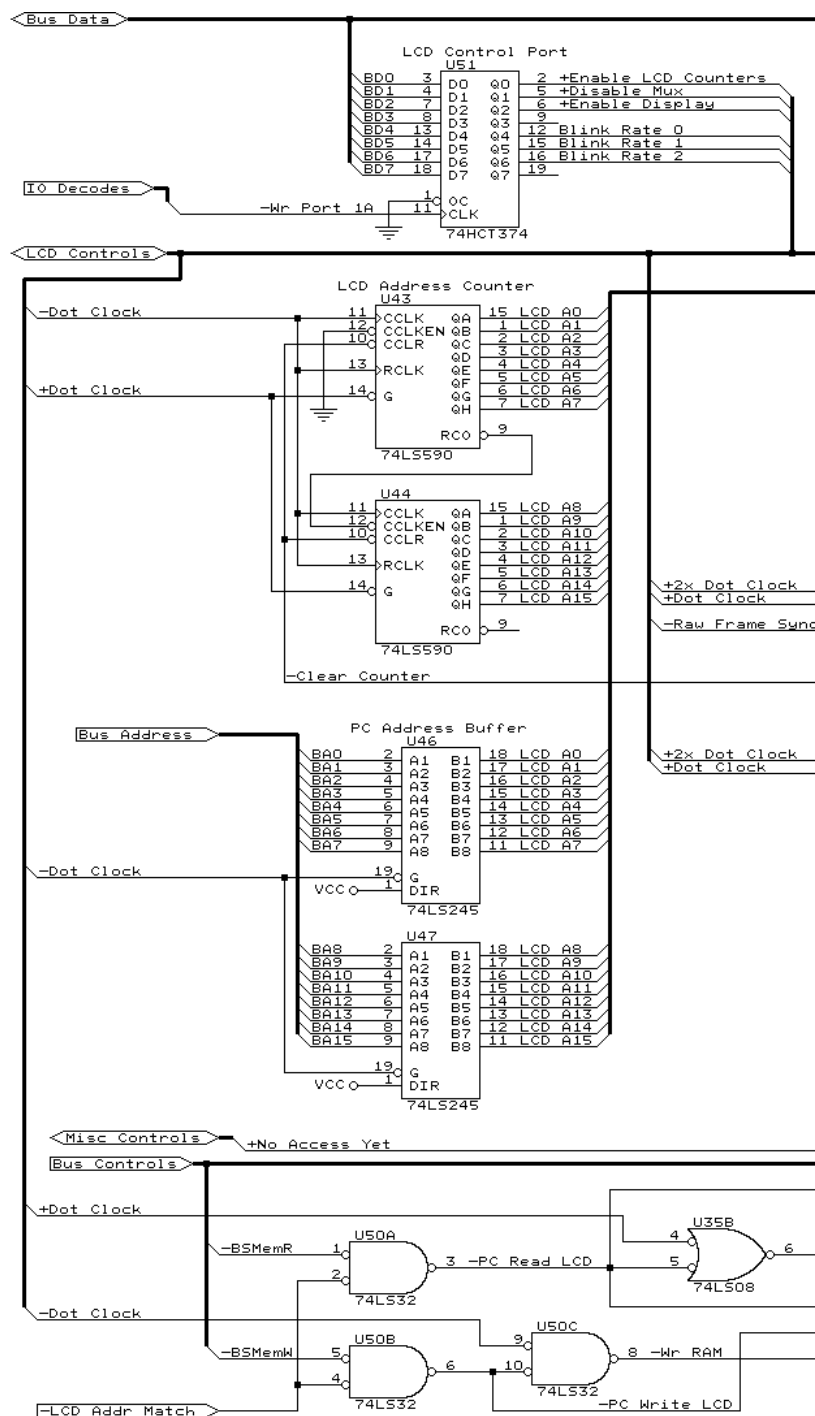 Bus Data
LCD Control Port
U51
BD0 3 D0 Q0 2 +Enable LCD Counters
BD1 4 D1 Q1 5 +Disable Mux
BD2 7 D2 Q2 6 +Enable Display
BD3 8 D3 Q3 9
BD4 13 D4 Q4 12 Blink Rate 0
BD5 14 D5 Q5 15 Blink Rate 1
BD6 17 D6 Q6 16 Blink Rate 2
BD7 18 D7 Q7 19
IO Decodes
1 OC
-Wr Port 1A 11 CLK
74HCT374
LCD Controls
LCD Address Counter
U43
-Dot Clock 11 CCLK QA 15 LCD A0
12 CCLKEN QB 1 LCD A1
10 CCLR QC 2 LCD A2
QD 3 LCD A3
13 RCLK QE 4 LCD A4
QF 5 LCD A5
+Dot Clock 14 G QG 6 LCD A6
QH 7 LCD A7
RCO 9
74LS590
U44
11 CCLK QA 15 LCD A8
12 CCLKEN QB 1 LCD A9
10 CCLR QC 2 LCD A10
QD 3 LCD A11
13 RCLK QE 4 LCD A12
QF 5 LCD A13
14 G QG 6 LCD A14
QH 7 LCD A15
+2x Dot Clock
+Dot Clock
RCO 9
-Raw Frame Sync
74LS590
-Clear Counter
Bus Address
PC Address Buffer
U46
BA0 2 A1 B1 18 LCD A0
BA1 3 A2 B2 17 LCD A1
BA2 4 A3 B3 16 LCD A2
BA3 5 A4 B4 15 LCD A3
BA4 6 A5 B5 14 LCD A4
BA5 7 A6 B6 13 LCD A5
BA6 8 A7 B7 12 LCD A6
BA7 9 A8 B8 11 LCD A7
+2x Dot Clock
+Dot Clock
-Dot Clock 19 G
VCC 1 DIR
74LS245
U47
BA8 2 A1 B1 18 LCD A8
BA9 3 A2 B2 17 LCD A9
BA10 4 A3 B3 16 LCD A10
BA11 5 A4 B4 15 LCD A11
BA12 6 A5 B5 14 LCD A12
BA13 7 A6 B6 13 LCD A13
BA14 8 A7 B7 12 LCD A14
BA15 9 A8 B8 11 LCD A15
19 G
VCC 1 DIR
74LS245
Misc Controls
+No Access Yet
Bus Controls
+Dot Clock
U50A
-BSMemR 1
2
3 -PC Read LCD
74LS32
U35B
4
5
6
74LS08
-Dot Clock
U50B
-BSMemW 5
4
6
74LS32
U50C
9
10
8 -Wr RAM
74LS32
-PC Write LCD
-LCD Addr Match